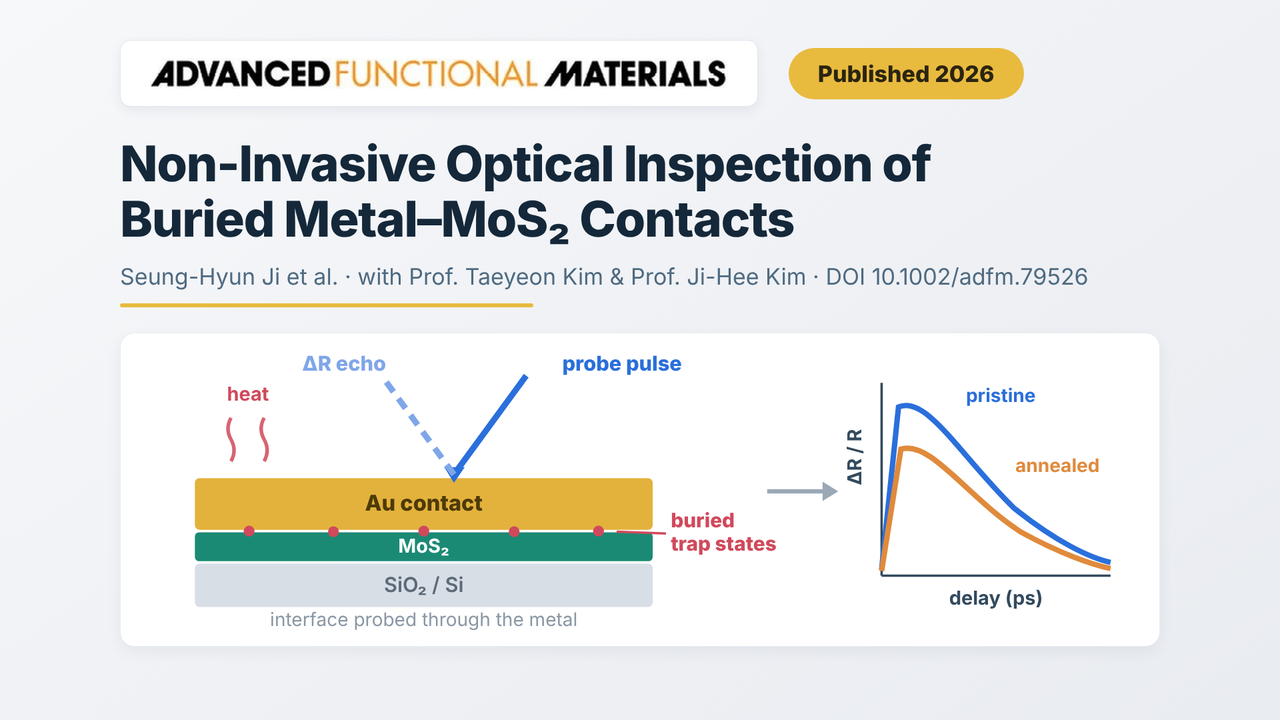 ADVANCED FUNCTIONAL MATERIALS
Published 2026
Non-Invasive Optical Inspection of
Buried Metal–MoS₂ Contacts
Seung-Hyun Ji et al. · with Prof. Taeyeon Kim & Prof. Ji-Hee Kim · DOI 10.1002/adfm.79526
ΔR echo
probe pulse
heat
Au contact
MoS₂
SiO₂ / Si
interface probed through the metal
buried
trap states
ΔR / R
pristine
annealed
delay (ps)